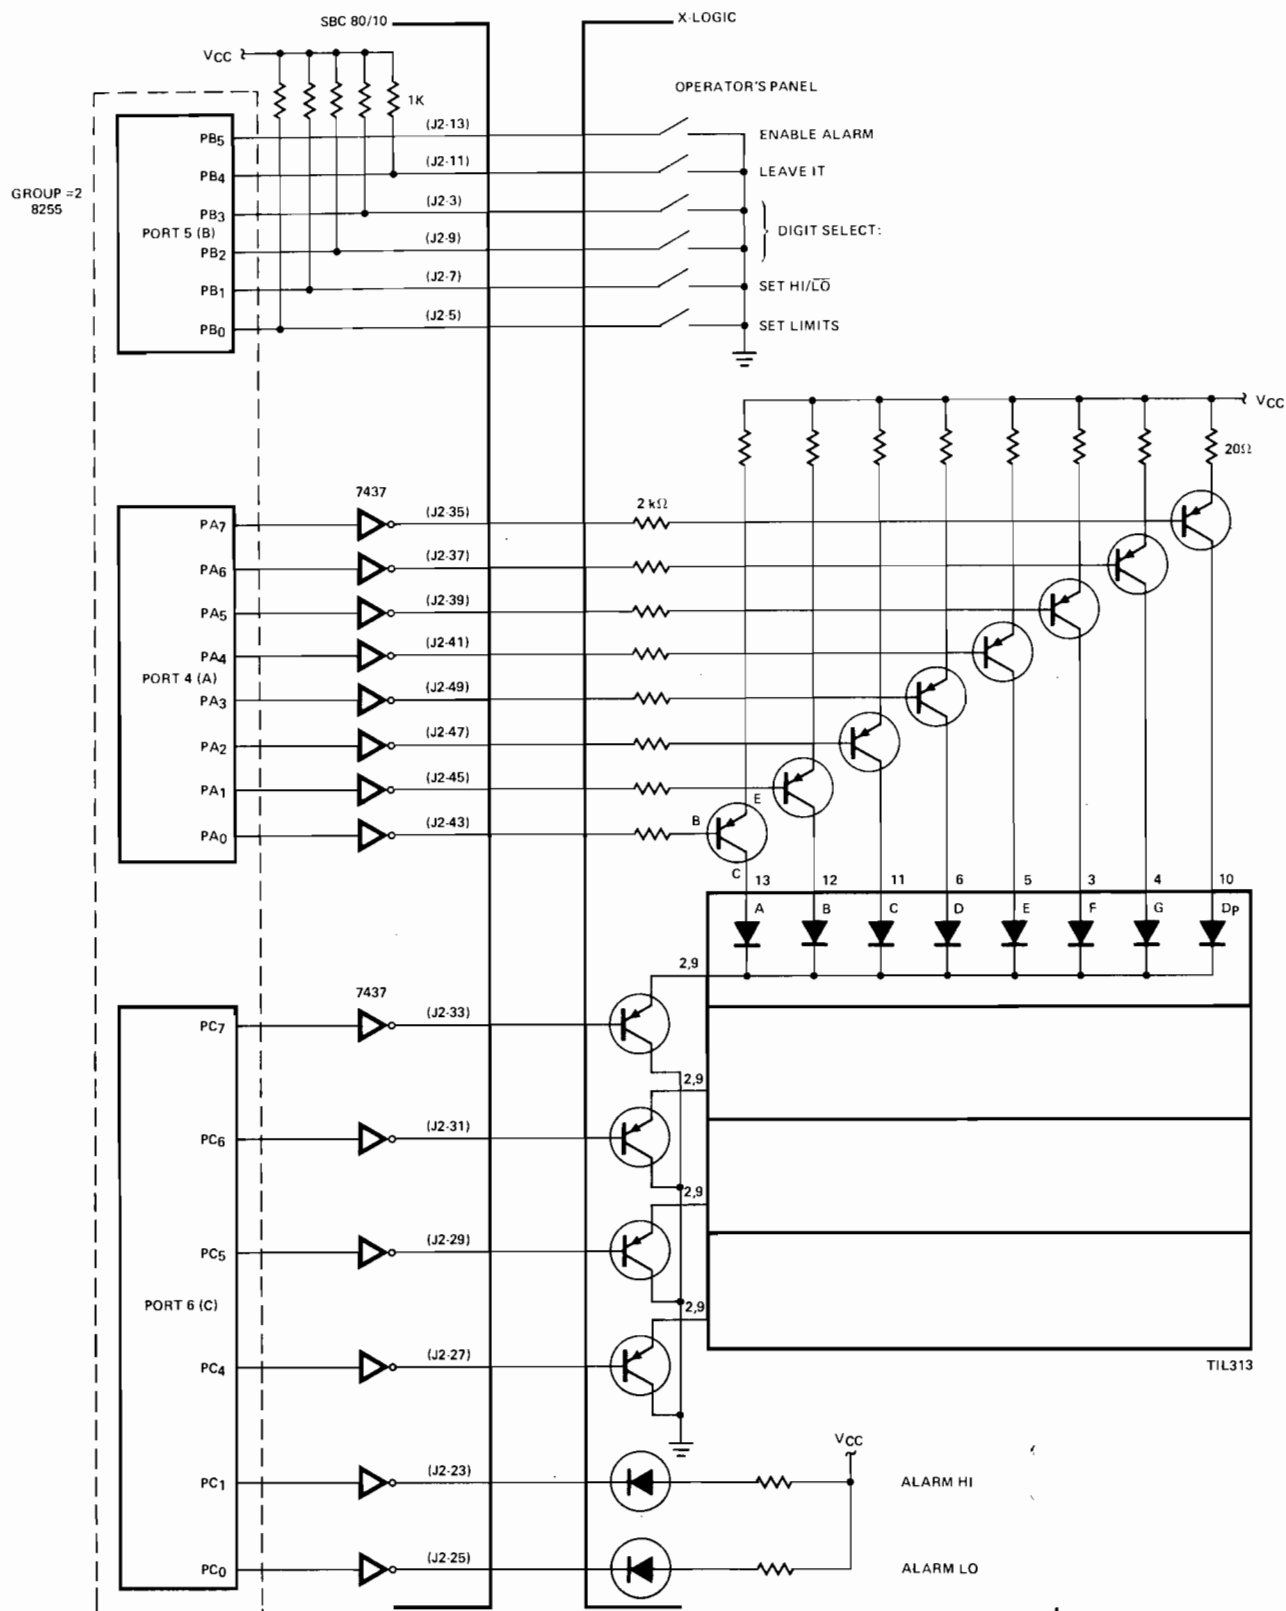 SBC 80/10
X-LOGIC
VCC
OPERATOR'S PANEL
1K
GROUP =2
8255
PORT 5 (B)
PB5 (J2-13) ENABLE ALARM
PB4 (J2-11) LEAVE IT
PB3 (J2-3)
DIGIT SELECT:
PB2 (J2-9)
PB1 (J2-7) SET HI/L̅O̅
PB0 (J2-5) SET LIMITS
VCC
20Ω
7437
2 kΩ
PORT 4 (A)
PA7 (J2-35)
PA6 (J2-37)
PA5 (J2-39)
PA4 (J2-41)
PA3 (J2-49)
PA2 (J2-47)
PA1 (J2-45)
PA0 (J2-43)
E
B
C
13 12 11 6 5 3 4 10
A B C D E F G DP
2,9
7437
PORT 6 (C)
PC7 (J2-33)
2,9
PC6 (J2-31)
2,9
PC5 (J2-29)
2,9
PC4 (J2-27)
TIL313
VCC
PC1 (J2-23) ALARM HI
PC0 (J2-25) ALARM LO